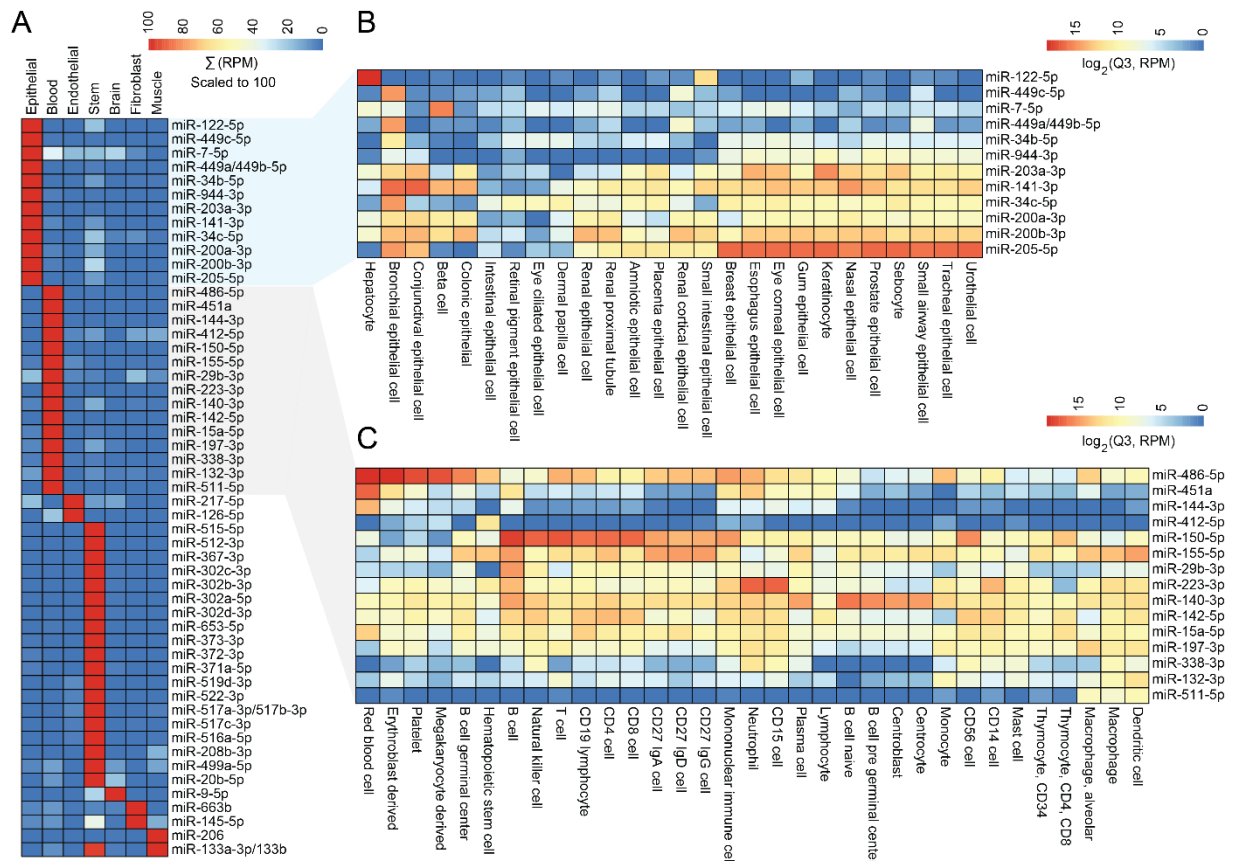 A
Epithelial
Blood
Endothelial
Stem
Brain
Fibroblast
Muscle
100
80
60
40
20
0
Σ (RPM)
Scaled to 100
miR-122-5p
miR-449c-5p
miR-7-5p
miR-449a/449b-5p
miR-34b-5p
miR-944-3p
miR-203a-3p
miR-141-3p
miR-34c-5p
miR-200a-3p
miR-200b-3p
miR-205-5p
miR-486-5p
miR-451a
miR-144-3p
miR-412-5p
miR-150-5p
miR-155-5p
miR-29b-3p
miR-223-3p
miR-140-3p
miR-142-5p
miR-15a-5p
miR-197-3p
miR-338-3p
miR-132-3p
miR-511-5p
miR-217-5p
miR-126-5p
miR-515-5p
miR-512-3p
miR-367-3p
miR-302c-3p
miR-302b-3p
miR-302a-5p
miR-302d-3p
miR-653-5p
miR-373-3p
miR-372-3p
miR-371a-5p
miR-519d-3p
miR-522-3p
miR-517a-3p/517b-3p
miR-517c-3p
miR-516a-5p
miR-208b-3p
miR-499a-5p
miR-20b-5p
miR-9-5p
miR-663b
miR-145-5p
miR-206
miR-133a-3p/133b
B
15
10
5
0
log2(Q3, RPM)
miR-122-5p
miR-449c-5p
miR-7-5p
miR-449a/449b-5p
miR-34b-5p
miR-944-3p
miR-203a-3p
miR-141-3p
miR-34c-5p
miR-200a-3p
miR-200b-3p
miR-205-5p
Hepatocyte
Bronchial epithelial cell
Conjunctival epithelial cell
Beta cell
Colonic epithelial
Intestinal epithelial cell
Retinal pigment epithelial cell
Eye ciliated epithelial cell
Dermal papilla cell
Renal epithelial cell
Renal proximal tubule
Amniotic epithelial cell
Placenta epithelial cell
Renal cortical epithelial cell
Small intestinal epithelial cell
Breast epithelial cell
Esophagus epithelial cell
Eye corneal epithelial cell
Gum epithelial cell
Keratinocyte
Nasal epithelial cell
Prostate epithelial cell
Sebocyte
Small airway epithelial cell
Tracheal epithelial cell
Urothelial cell
C
15
10
5
0
log2(Q3, RPM)
miR-486-5p
miR-451a
miR-144-3p
miR-412-5p
miR-150-5p
miR-155-5p
miR-29b-3p
miR-223-3p
miR-140-3p
miR-142-5p
miR-15a-5p
miR-197-3p
miR-338-3p
miR-132-3p
miR-511-5p
Red blood cell
Erythroblast derived
Platelet
Megakaryocyte derived
B cell germinal center
Hematopoietic stem cell
B cell
Natural killer cell
T cell
CD19 lymphocyte
CD4 cell
CD8 cell
CD27 IgA cell
CD27 IgD cell
CD27 IgG cell
Mononuclear immune cel
Neutrophil
CD15 cell
Plasma cell
Lymphocyte
B cell naive
B cell pre germinal cente
Centroblast
Centrocyte
Monocyte
CD56 cell
CD14 cell
Mast cell
Thymocyte, CD34
Thymocyte, CD4, CD8
Macrophage, alveolar
Macrophage
Dendritic cell